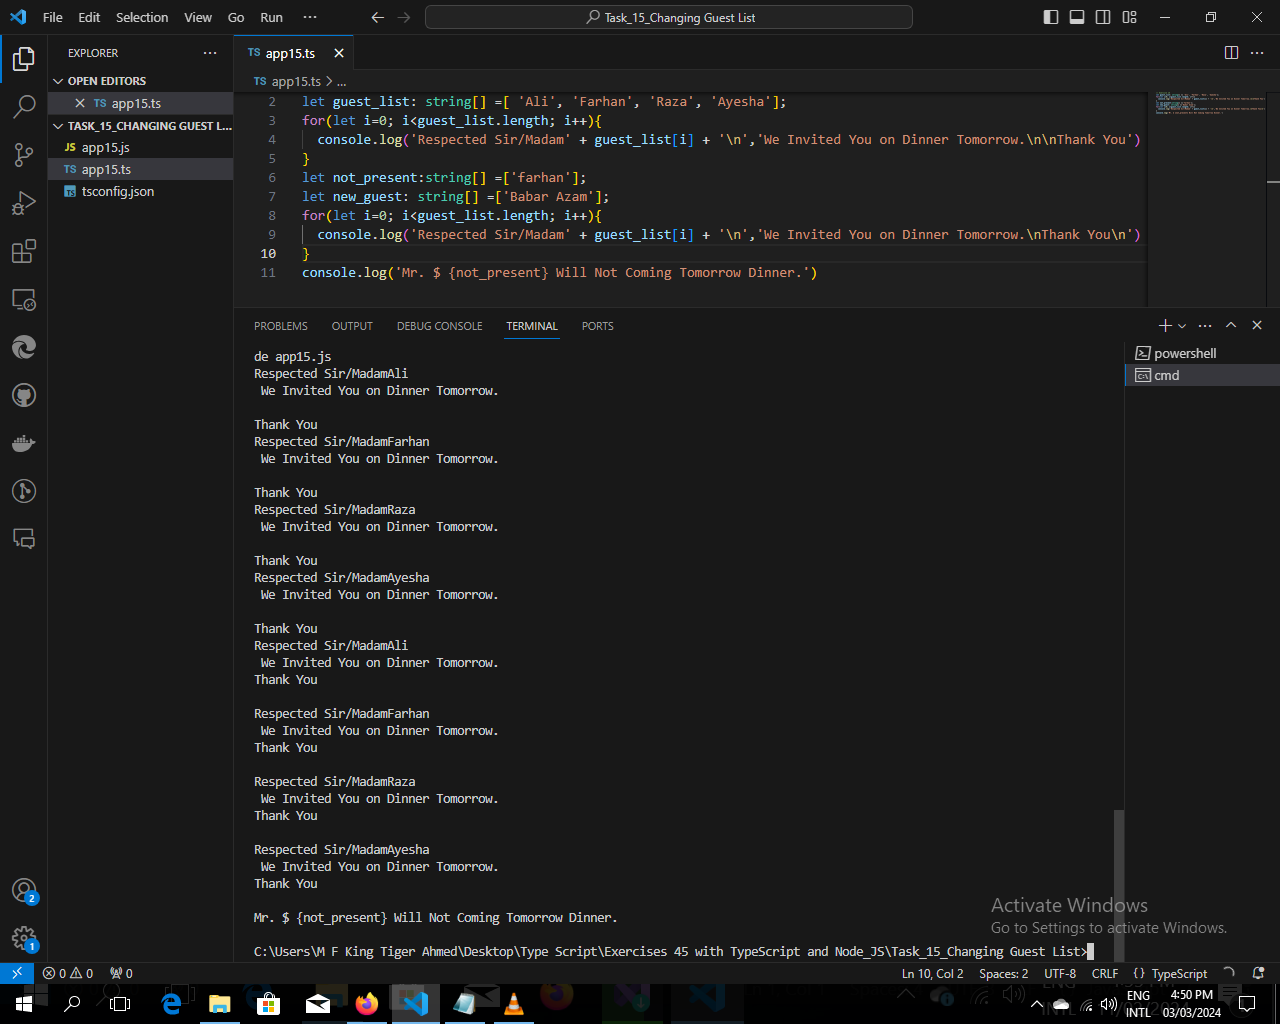 File Edit Selection View Go Run ··· Task_15_Changing Guest List
EXPLORER
OPEN EDITORS
TS app15.ts
TASK_15_CHANGING GUEST L...
JS app15.js
TS app15.ts
TS tsconfig.json
TS app15.ts
TS app15.ts > ...
2 let guest_list: string[] =[ 'Ali', 'Farhan', 'Raza', 'Ayesha'];
3 for(let i=0; i<guest_list.length; i++){
4 console.log('Respected Sir/Madam' + guest_list[i] + '\n','We Invited You on Dinner Tomorrow.\n\nThank You')
5 }
6 let not_present:string[] =['farhan'];
7 let new_guest: string[] =['Babar Azam'];
8 for(let i=0; i<guest_list.length; i++){
9 console.log('Respected Sir/Madam' + guest_list[i] + '\n','We Invited You on Dinner Tomorrow.\nThank You\n')
10 }
11 console.log('Mr. $ {not_present} Will Not Coming Tomorrow Dinner.')
PROBLEMS OUTPUT DEBUG CONSOLE TERMINAL PORTS
powershell
cmd
de app15.js
Respected Sir/MadamAli
We Invited You on Dinner Tomorrow.
Thank You
Respected Sir/MadamFarhan
We Invited You on Dinner Tomorrow.
Thank You
Respected Sir/MadamRaza
We Invited You on Dinner Tomorrow.
Thank You
Respected Sir/MadamAyesha
We Invited You on Dinner Tomorrow.
Thank You
Respected Sir/MadamAli
We Invited You on Dinner Tomorrow.
Thank You
Respected Sir/MadamFarhan
We Invited You on Dinner Tomorrow.
Thank You
Respected Sir/MadamRaza
We Invited You on Dinner Tomorrow.
Thank You
Respected Sir/MadamAyesha
We Invited You on Dinner Tomorrow.
Thank You
Mr. $ {not_present} Will Not Coming Tomorrow Dinner.
C:\Users\M F King Tiger Ahmed\Desktop\Type Script\Exercises 45 with TypeScript and Node_JS\Task_15_Changing Guest List>
Activate Windows
Go to Settings to activate Windows.
2
1
0 0 0 Ln 10, Col 2 Spaces: 2 UTF-8 CRLF {} TypeScript
ENG
INTL
4:50 PM
03/03/2024